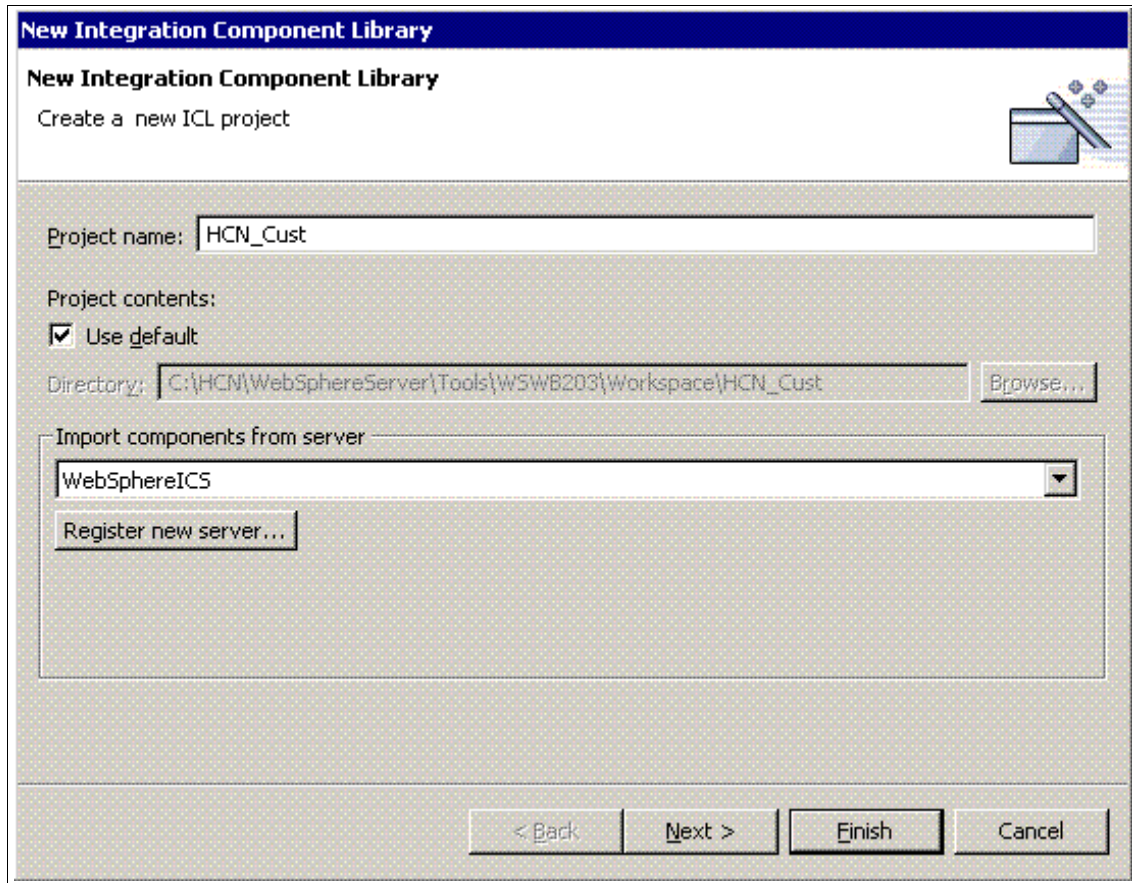 New Integration Component Library
New Integration Component Library
Create a new ICL project
Project name: HCN_Cust
Project contents:
Use default
Directory: C:\HCN\WebSphereServer\Tools\WSWB203\Workspace\HCN_Cust Browse...
Import components from server
WebSphereICS
Register new server...
< Back Next > Finish Cancel